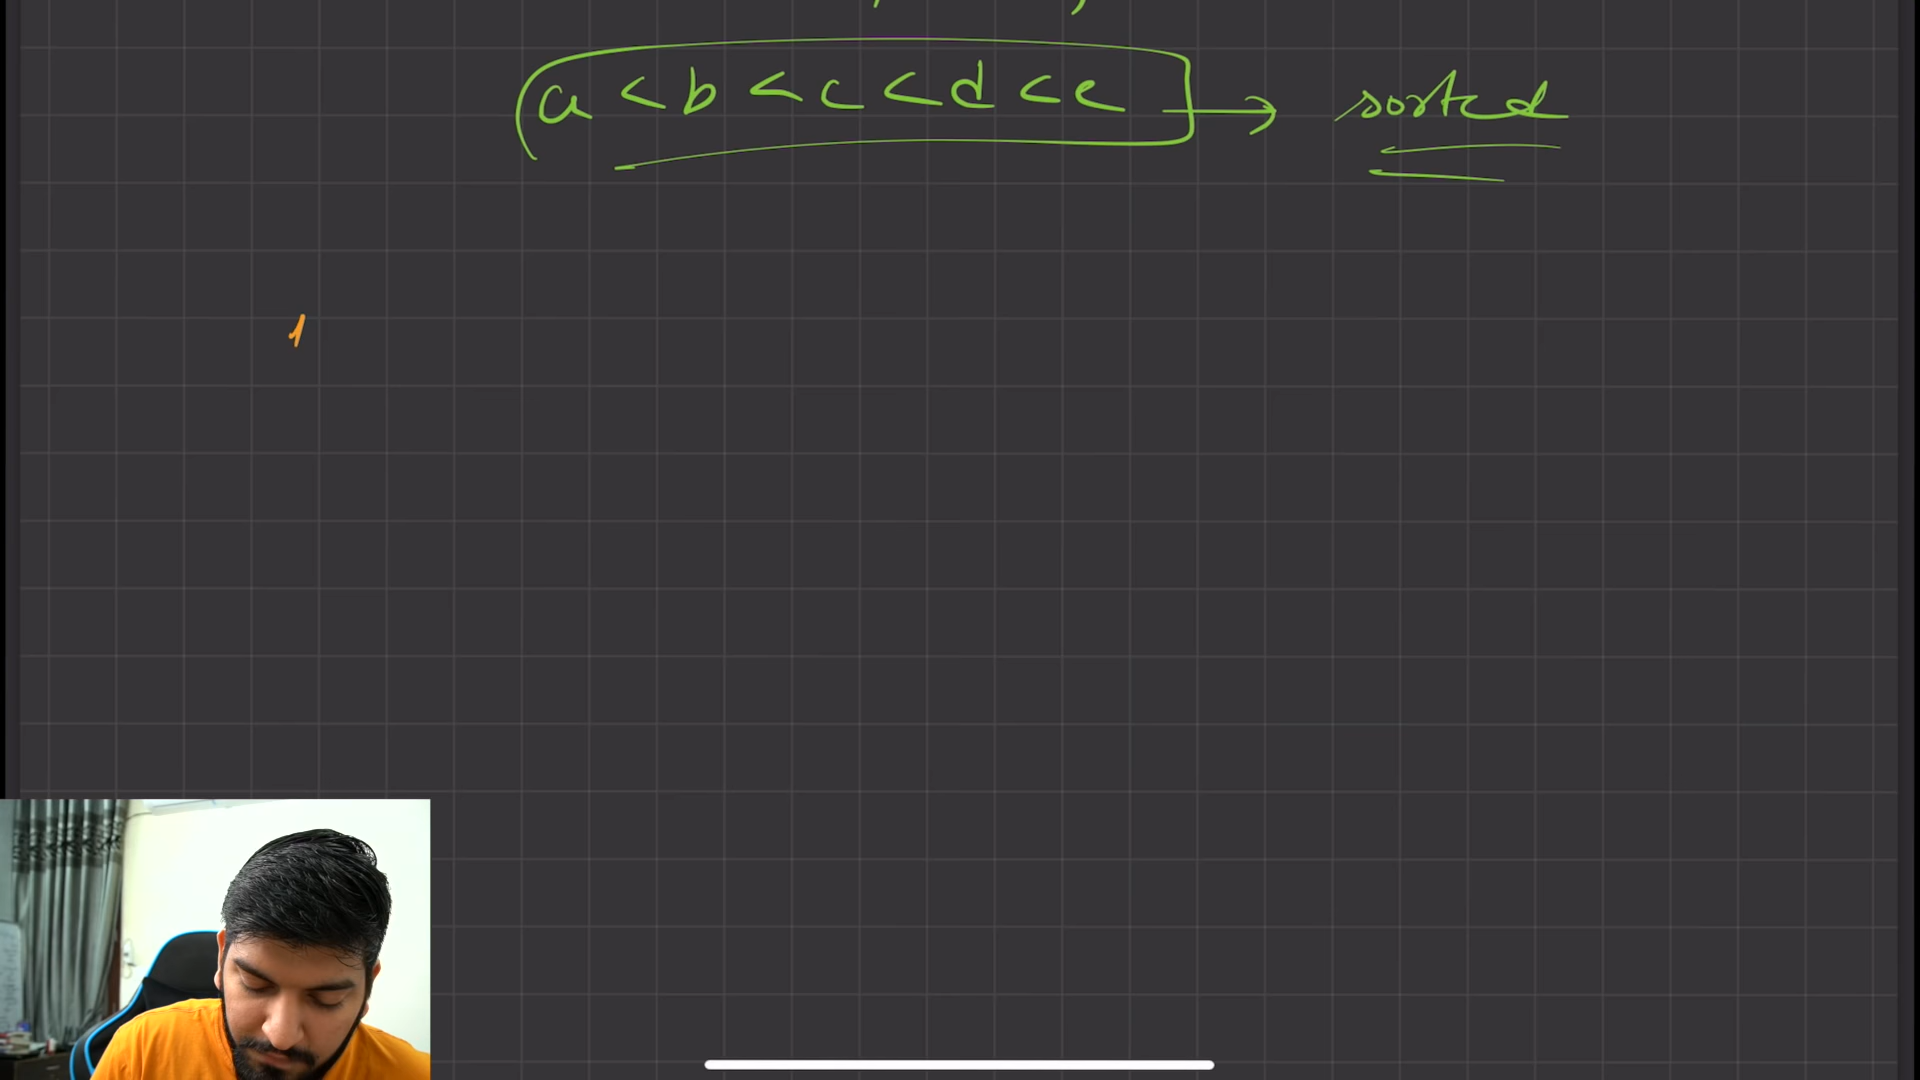 a < b < c < d < e → sorted
1